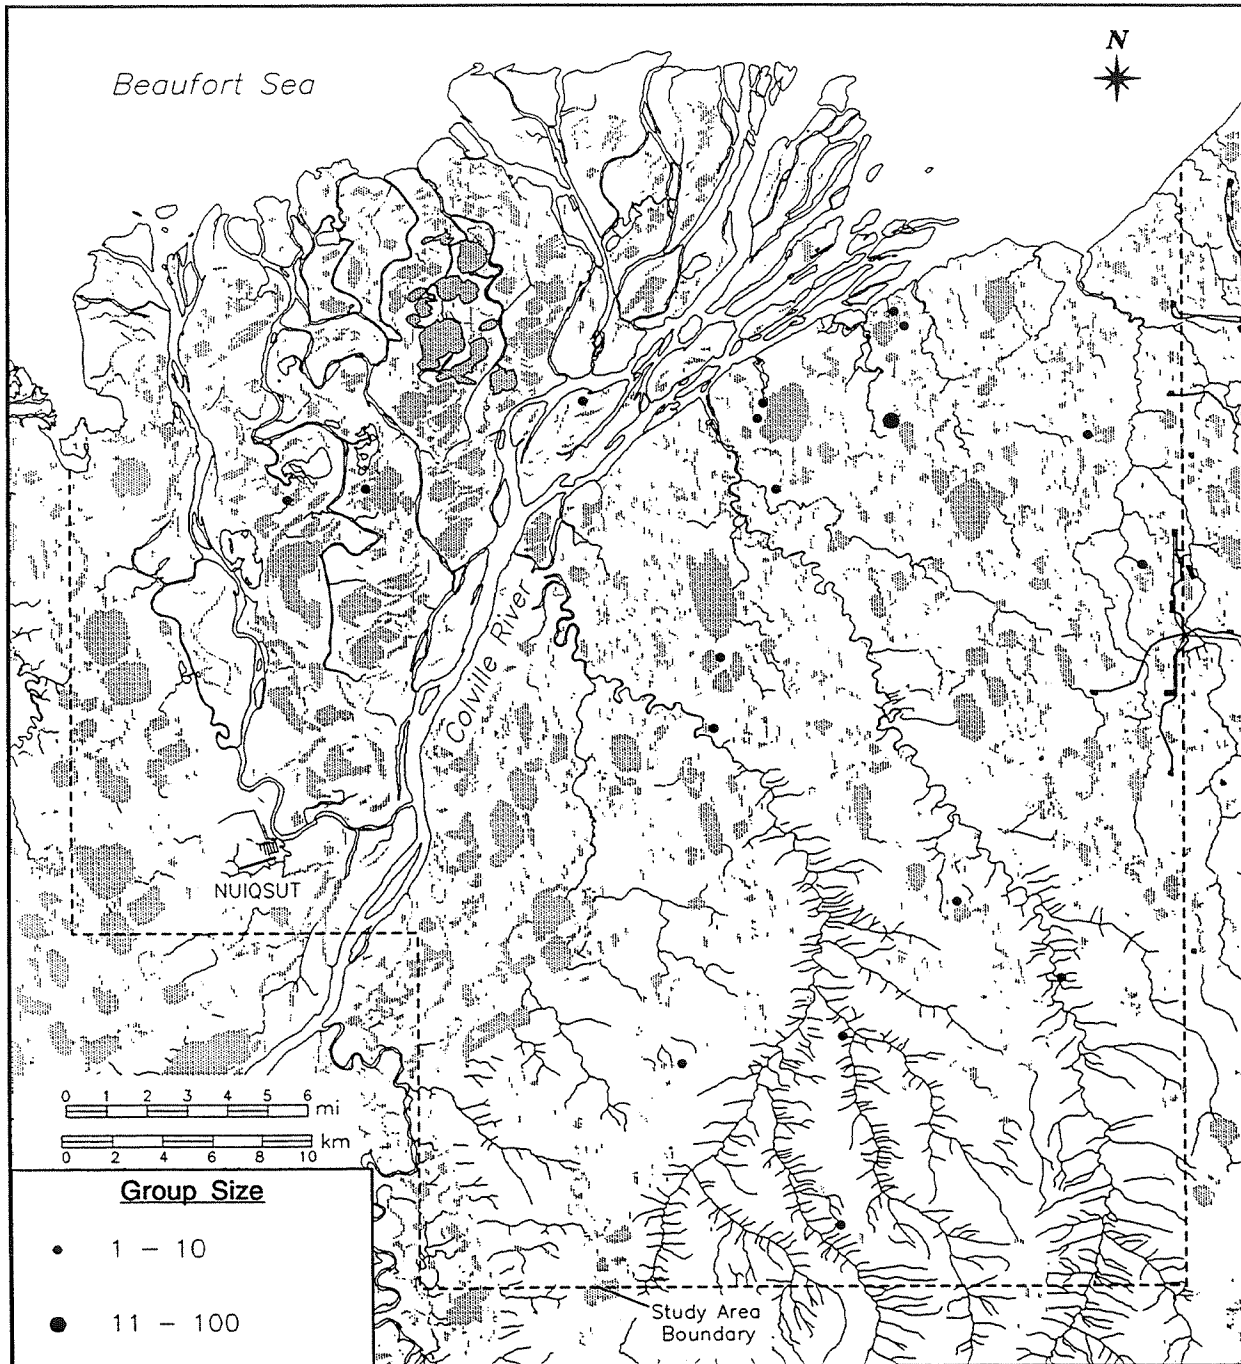 N
Beaufort Sea
Colville River
NUIQSUT
0 1 2 3 4 5 6 mi
0 2 4 6 8 10 km
Group Size
1 – 10
11 – 100
Study Area
Boundary